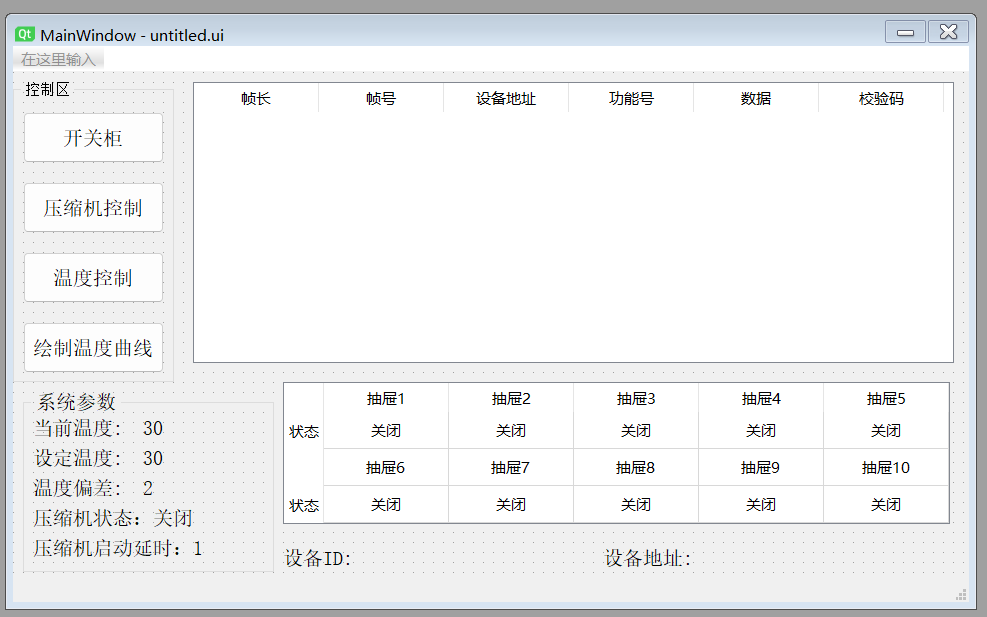 MainWindow - untitled.ui
在这里输入
控制区
开关柜
压缩机控制
温度控制
绘制温度曲线
帧长 帧号 设备地址 功能号 数据 校验码
系统参数
当前温度: 30
设定温度: 30
温度偏差: 2
压缩机状态: 关闭
压缩机启动延时: 1
抽屉1 抽屉2 抽屉3 抽屉4 抽屉5
状态 关闭 关闭 关闭 关闭 关闭
抽屉6 抽屉7 抽屉8 抽屉9 抽屉10
状态 关闭 关闭 关闭 关闭 关闭
设备ID: 设备地址: